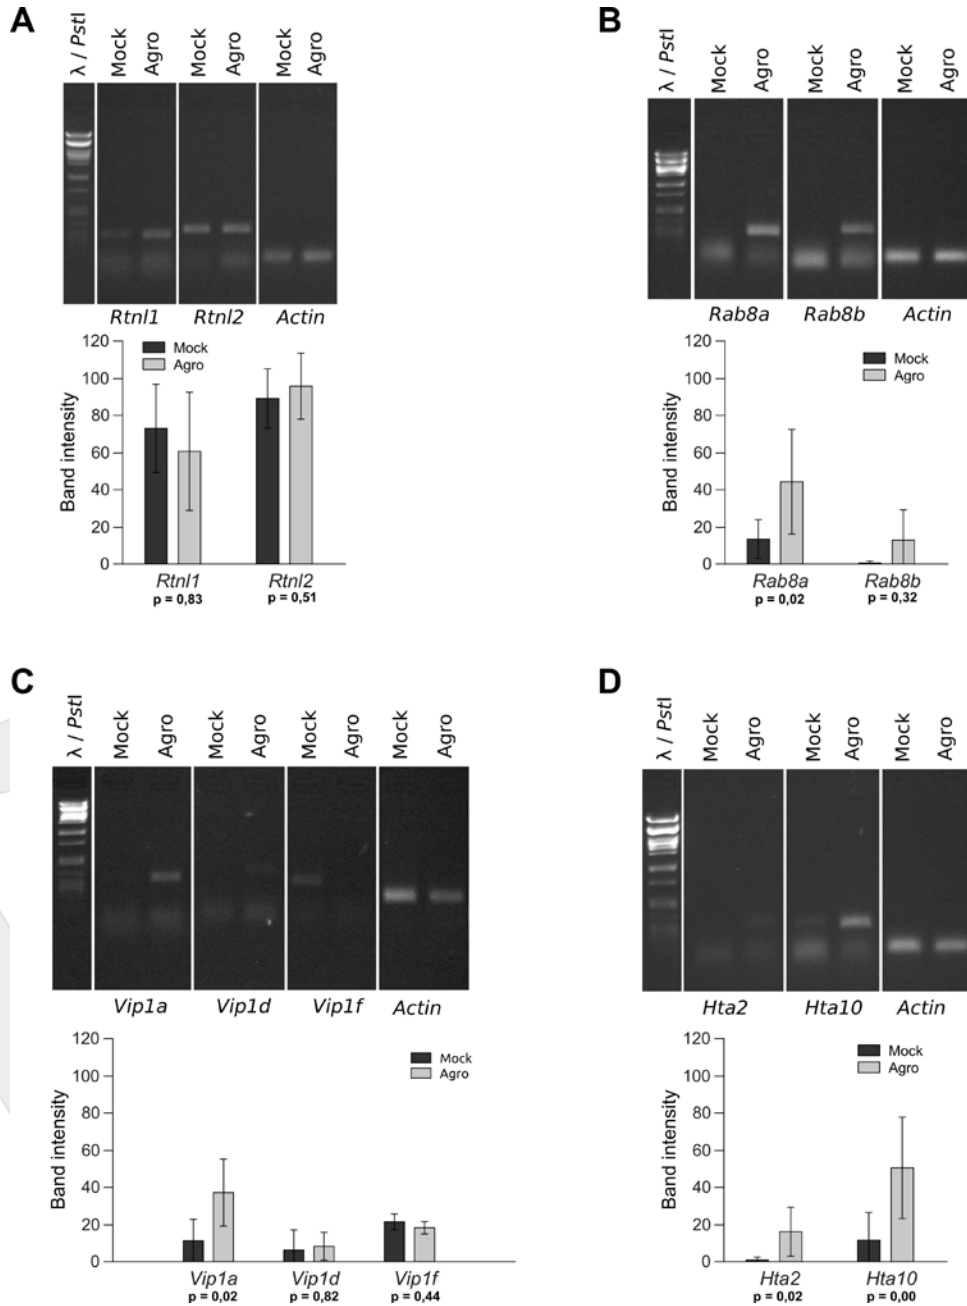 A
λ / PstI
Mock
Agro
Mock
Agro
Mock
Agro
Rtnl1 Rtnl2 Actin
120
100
80
60
40
20
0
Band intensity
Mock
Agro
Rtnl1 Rtnl2
p = 0,83 p = 0,51
B
λ / PstI
Mock
Agro
Mock
Agro
Mock
Agro
Rab8a Rab8b Actin
120
100
80
60
40
20
0
Band intensity
Mock
Agro
Rab8a Rab8b
p = 0,02 p = 0,32
C
λ / PstI
Mock
Agro
Mock
Agro
Mock
Agro
Mock
Agro
Vip1a Vip1d Vip1f Actin
120
100
80
60
40
20
0
Band intensity
Mock
Agro
Vip1a Vip1d Vip1f
p = 0,02 p = 0,82 p = 0,44
D
λ / PstI
Mock
Agro
Mock
Agro
Mock
Agro
Hta2 Hta10 Actin
120
100
80
60
40
20
0
Band intensity
Mock
Agro
Hta2 Hta10
p = 0,02 p = 0,00